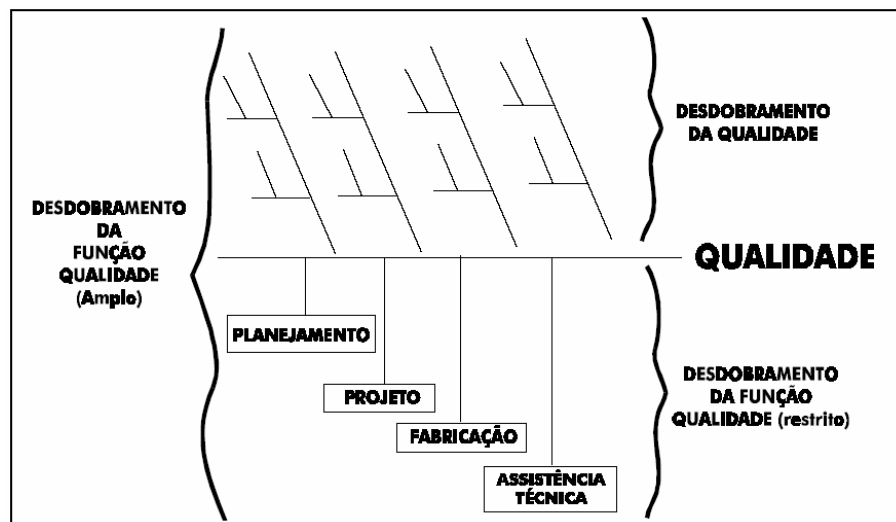 DESDOBRAMENTO
DA QUALIDADE
DESDOBRAMENTO
DA
FUNÇÃO
QUALIDADE
(Amplo)
QUALIDADE
PLANEJAMENTO
PROJETO
FABRICAÇÃO
ASSISTÊNCIA
TÉCNICA
DESDOBRAMENTO
DA FUNÇÃO
QUALIDADE (restrito)